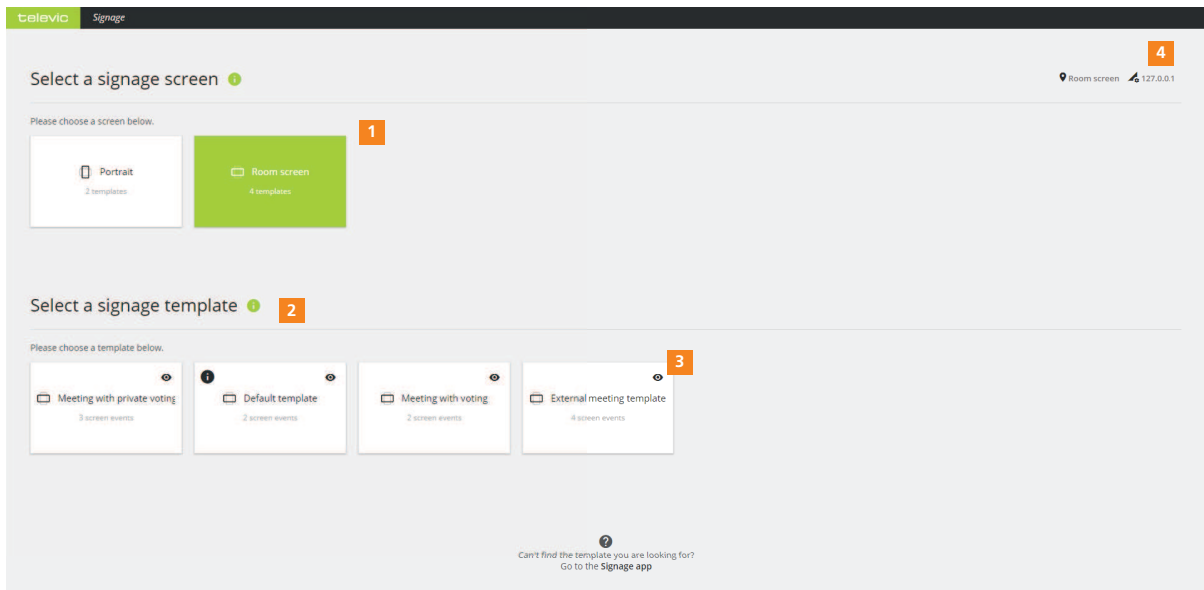 televic Signage
4
Select a signage screen
Room screen 127.0.0.1
Please choose a screen below.
1
Portrait
2 templates
Room screen
4 templates
Select a signage template
2
Please choose a template below.
3
Meeting with private voting
3 screen events
Default template
2 screen events
Meeting with voting
2 screen events
External meeting template
4 screen events
Can't find the template you are looking for?
Go to the Signage app